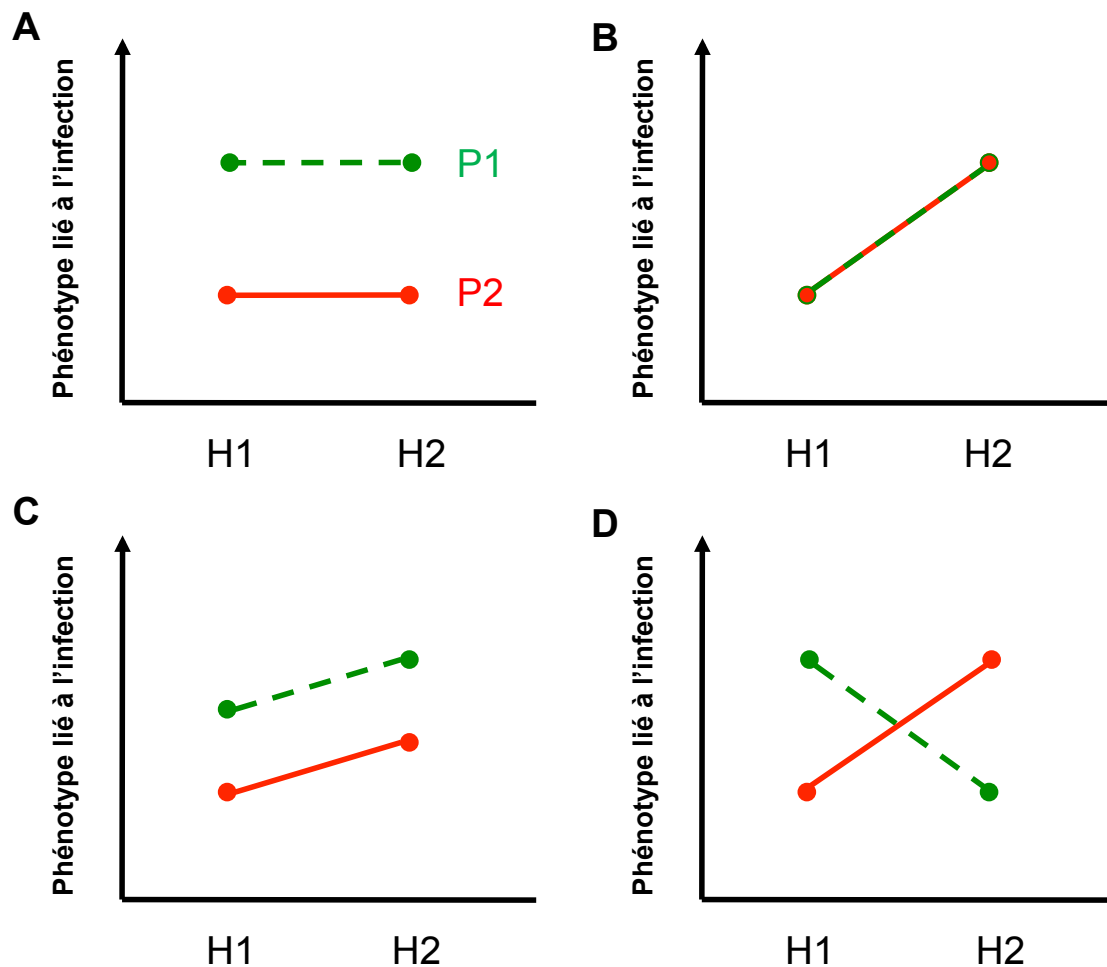 A
Phénotype lié à l’infection
P1
P2
H1 H2
B
Phénotype lié à l’infection
H1 H2
C
Phénotype lié à l’infection
H1 H2
D
Phénotype lié à l’infection
H1 H2